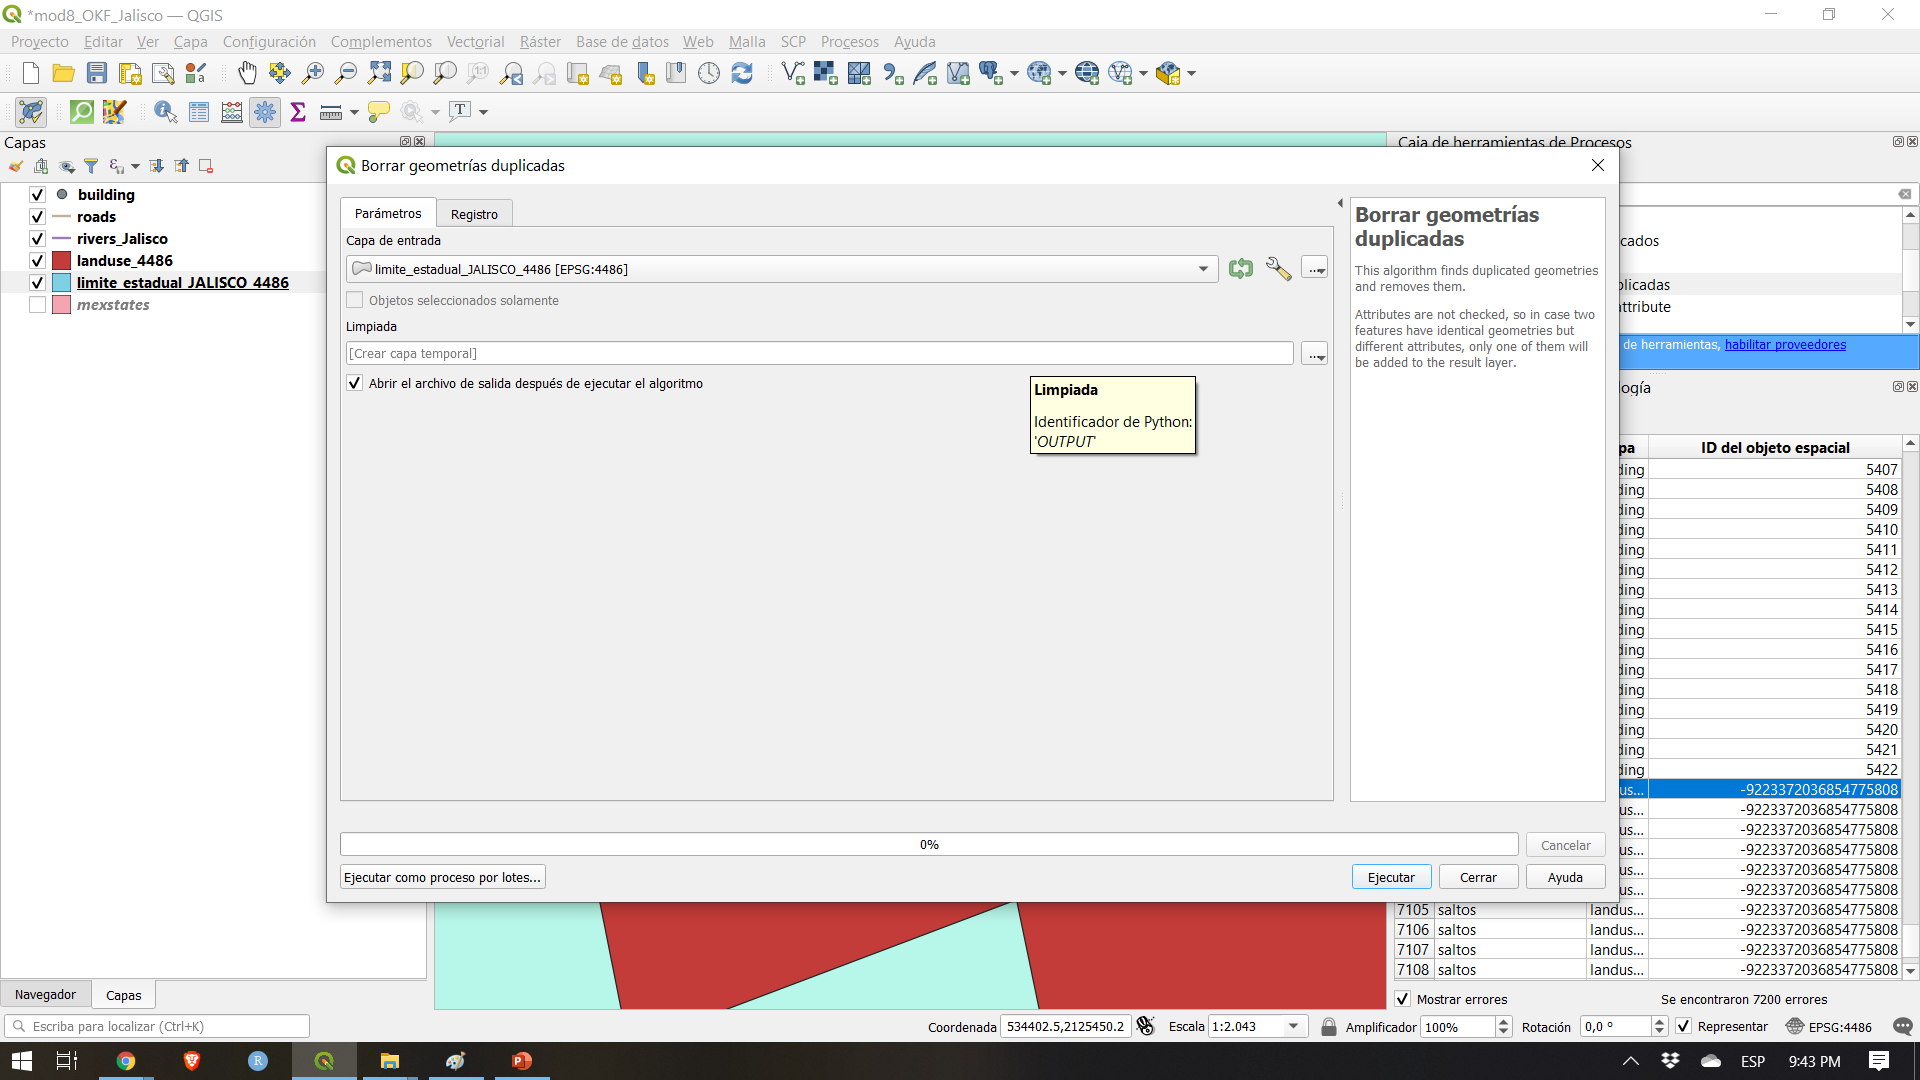 *mod8_OKF_Jalisco — QGIS
Proyecto Editar Ver Capa Configuración Complementos Vectorial Ráster Base de datos Web Malla SCP Procesos Ayuda
Capas
building
roads
rivers_Jalisco
landuse_4486
limite_estadual_JALISCO_4486
mexstates
Navegador
Capas
Escriba para localizar (Ctrl+K)
Borrar geometrías duplicadas
Parámetros
Registro
Capa de entrada
limite_estadual_JALISCO_4486 [EPSG:4486]
...
Objetos seleccionados solamente
Limpiada
[Crear capa temporal]
...
Abrir el archivo de salida después de ejecutar el algoritmo
Limpiada
Identificador de Python:
'OUTPUT'
Borrar geometrías
duplicadas
This algorithm finds duplicated geometries
and removes them.
Attributes are not checked, so in case two
features have identical geometries but
different attributes, only one of them will
be added to the result layer.
0%
Cancelar
Ejecutar como proceso por lotes...
Ejecutar
Cerrar
Ayuda
Caja de herramientas de Procesos
cados
plicadas
attribute
de herramientas, habilitar proveedores
logía
pa ID del objeto espacial
ding 5407
ding 5408
ding 5409
ding 5410
ding 5411
ding 5412
ding 5413
ding 5414
ding 5415
ding 5416
ding 5417
ding 5418
ding 5419
ding 5420
ding 5421
ding 5422
us... -9223372036854775808
us... -9223372036854775808
us... -9223372036854775808
us... -9223372036854775808
us... -9223372036854775808
us... -9223372036854775808
7105 saltos landus... -9223372036854775808
7106 saltos landus... -9223372036854775808
7107 saltos landus... -9223372036854775808
7108 saltos landus... -9223372036854775808
Mostrar errores Se encontraron 7200 errores
Coordenada 534402.5,2125450.2 Escala 1:2.043 Amplificador 100% Rotación 0,0 ° Representar EPSG:4486
ESP 9:43 PM